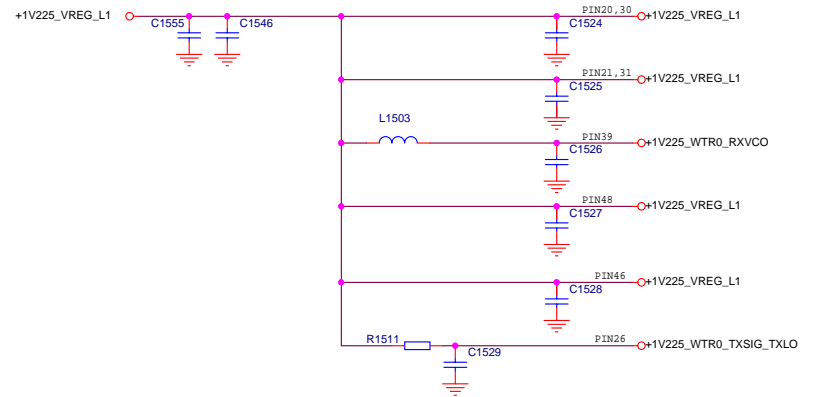 +1V225_VREG_L1 C1555 C1546 C1524 PIN20,30 +1V225_VREG_L1
C1525 PIN21,31 +1V225_VREG_L1
L1503 C1526 PIN39 +1V225_WTR0_RXVCO
C1527 PIN48 +1V225_VREG_L1
C1528 PIN46 +1V225_VREG_L1
R1511 C1529 PIN26 +1V225_WTR0_TXSIG_TXLO